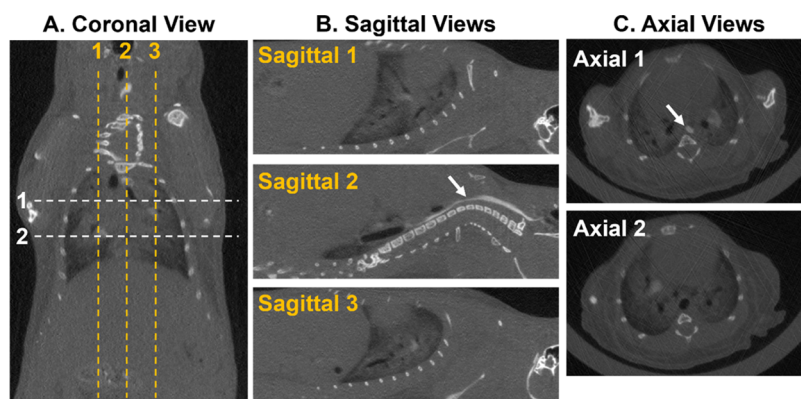 A. Coronal View
1 2 3
1
2
B. Sagittal Views
Sagittal 1
Sagittal 2
Sagittal 3
C. Axial Views
Axial 1
Axial 2